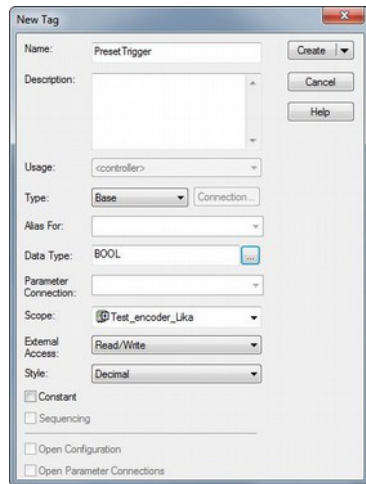 New Tag
Name: PresetTrigger Create
Description: Cancel
Help
Usage: <controller>
Type: Base Connection...
Alias For:
Data Type: BOOL ...
Parameter
Connection:
Scope: Test_encoder_Lika
External
Access: Read/Write
Style: Decimal
Constant
Sequencing
Open Configuration
Open Parameter Connections